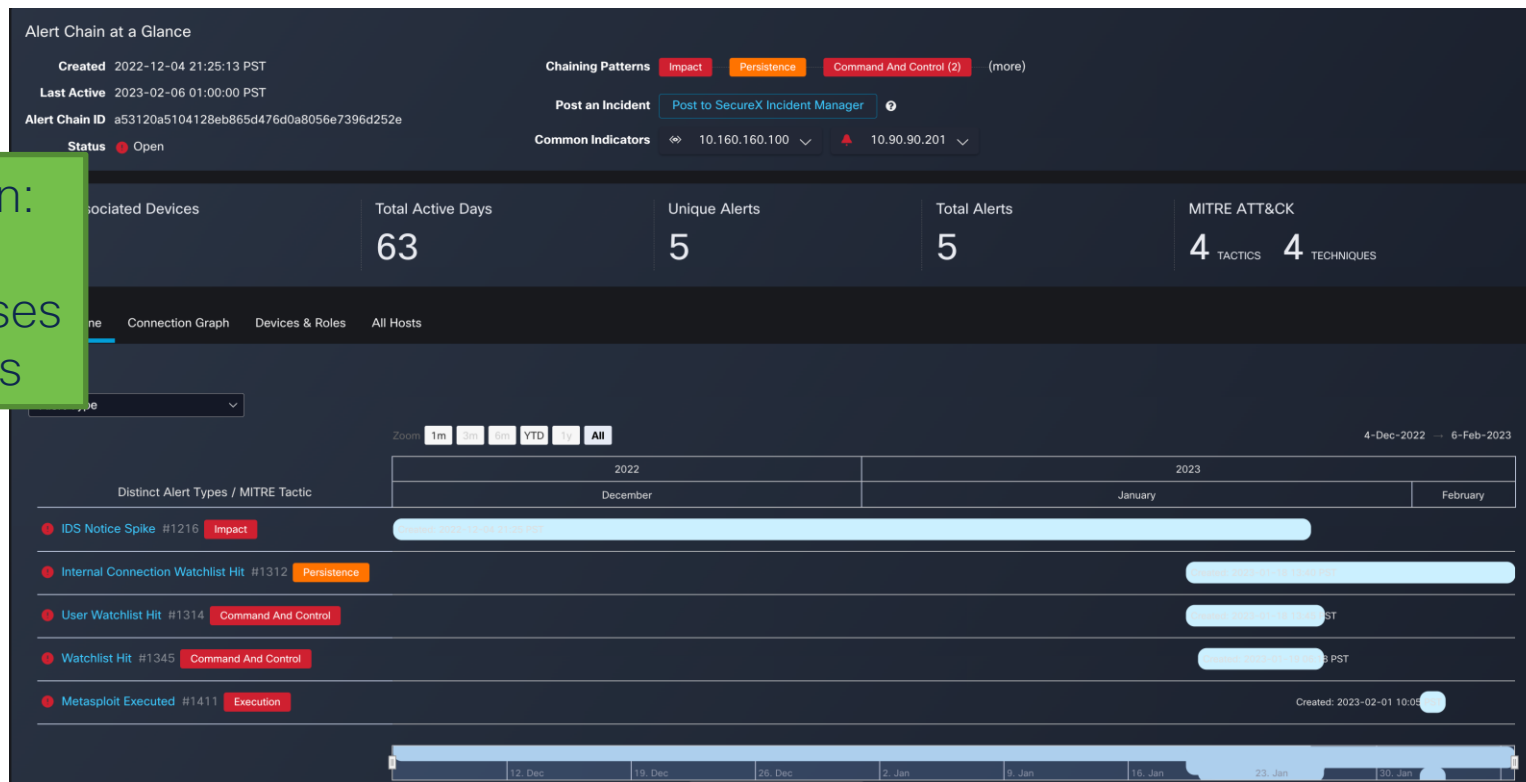 Alert Chain at a Glance
Created 2022-12-04 21:25:13 PST
Last Active 2023-02-06 01:00:00 PST
Alert Chain ID a53120a5104128eb865d476d0a8056e7396d252e
Status Open
Chaining Patterns Impact Persistence Command And Control (2) (more)
Post an Incident Post to SecureX Incident Manager
Common Indicators 10.160.160.100 10.90.90.201
n:
ses
s
sociated Devices
Total Active Days
63
Unique Alerts
5
Total Alerts
5
MITRE ATT&CK
4 TACTICS 4 TECHNIQUES
ne Connection Graph Devices & Roles All Hosts
Zoom 1m 3m 6m YTD 1y All
4-Dec-2022 → 6-Feb-2023
2022 2023
Distinct Alert Types / MITRE Tactic
December January February
IDS Notice Spike #1216 Impact
Created: 2022-12-04 21:25 PST
Internal Connection Watchlist Hit #1312 Persistence
User Watchlist Hit #1314 Command And Control
ST
Watchlist Hit #1345 Command And Control
PST
Metasploit Executed #1411 Execution
Created: 2023-02-01 10:05
12. Dec 19. Dec 26. Dec 2. Jan 9. Jan 16. Jan 23. Jan 30. Jan